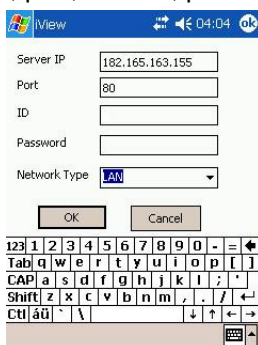 iView 04:04 ok
Server IP 182.165.163.155
Port 80
ID
Password
Network Type LAN
OK Cancel
123 1 2 3 4 5 6 7 8 9 0 - =
Tab q w e r t y u i o p [ ]
CAP a s d f g h j k l ; '
Shift z x c v b n m , . /
Ctl áü ` \